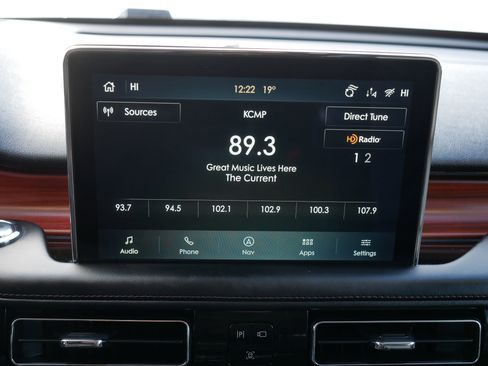 HI 12:22 19° HI
Sources KCMP Direct Tune
89.3 HD Radio
1 2
Great Music Lives Here
The Current
93.7 94.5 102.1 102.9 100.3 107.9
Audio Phone Nav Apps Settings
P